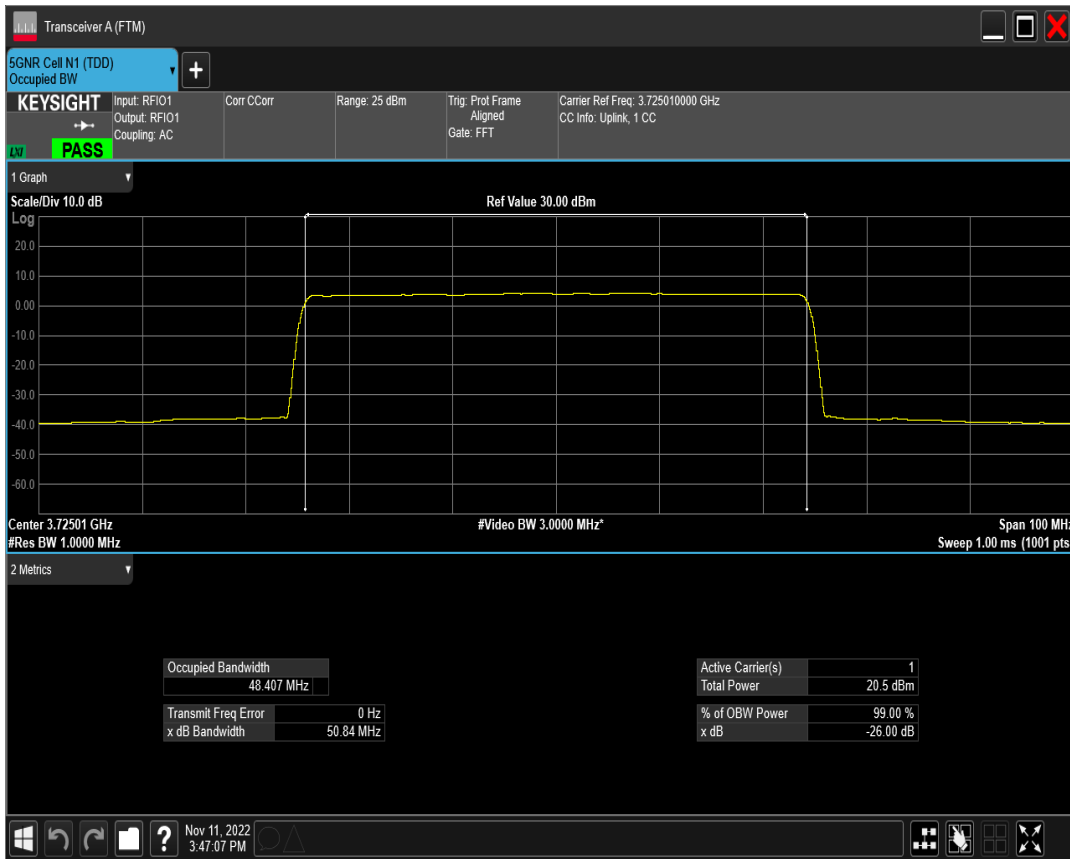 Transceiver A (FTM)
5GNR Cell N1 (TDD)
Occupied BW
+
KEYSIGHT
LXI
PASS
Input: RFIO1
Output: RFIO1
Coupling: AC
Corr CCorr
Range: 25 dBm
Trig: Prot Frame
Aligned
Gate: FFT
Carrier Ref Freq: 3.725010000 GHz
CC Info: Uplink, 1 CC
1 Graph
Scale/Div 10.0 dB
Ref Value 30.00 dBm
Log
20.0
10.0
0.00
-10.0
-20.0
-30.0
-40.0
-50.0
-60.0
Center 3.72501 GHz
#Video BW 3.0000 MHz*
Span 100 MHz
#Res BW 1.0000 MHz
Sweep 1.00 ms (1001 pts
2 Metrics
Occupied Bandwidth
48.407 MHz
Transmit Freq Error 0 Hz
x dB Bandwidth 50.84 MHz
Active Carrier(s) 1
Total Power 20.5 dBm
% of OBW Power 99.00 %
x dB -26.00 dB
?
Nov 11, 2022
3:47:07 PM